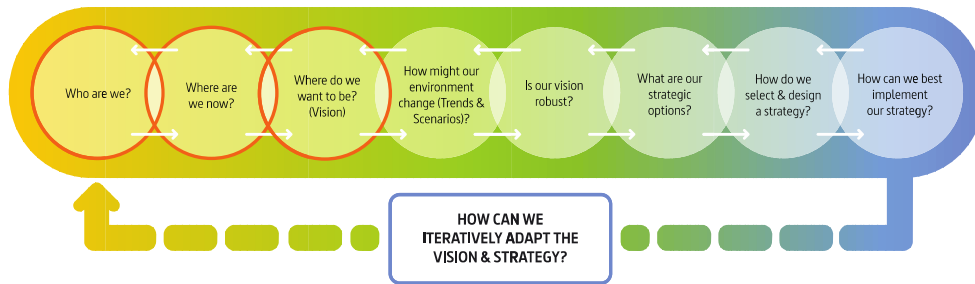 Who are we?
Where are
we now?
Where do we
want to be?
(Vision)
How might our
environment
change (Trends &
Scenarios)?
Is our vision
robust?
What are our
strategic
options?
How do we
select & design
a strategy?
How can we best
implement
our strategy?
HOW CAN WE
ITERATIVELY ADAPT THE
VISION & STRATEGY?